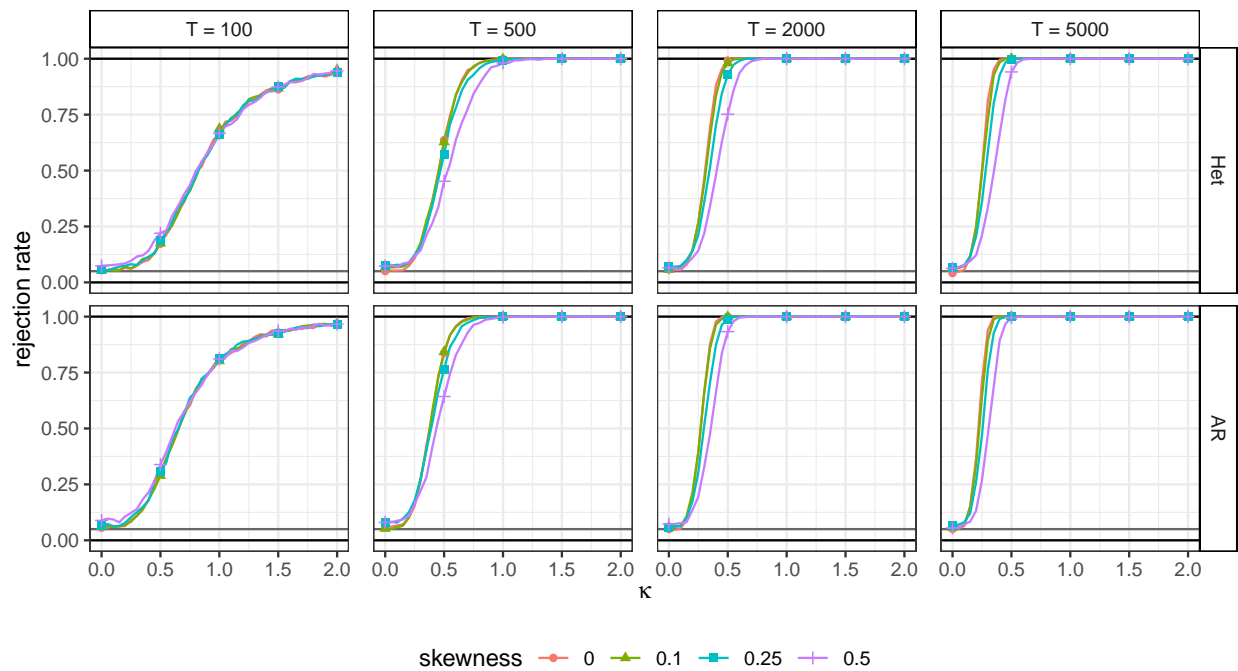 T = 100
T = 500
T = 2000
T = 5000
rejection rate
1.00
0.75
0.50
0.25
0.00
Het
1.00
0.75
0.50
0.25
0.00
AR
0.0 0.5 1.0 1.5 2.0
0.0 0.5 1.0 1.5 2.0
0.0 0.5 1.0 1.5 2.0
0.0 0.5 1.0 1.5 2.0
κ
skewness 0 0.1 0.25 0.5